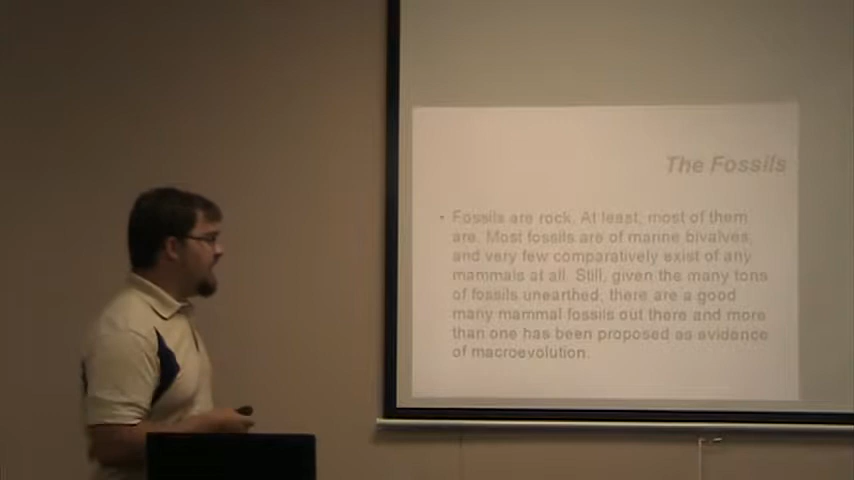 The Fossils
• Fossils are rock. At least, most of them
are. Most fossils are of marine bivalves,
and very few comparatively exist of any
mammals at all. Still, given the many tons
of fossils unearthed, there are a good
many mammal fossils out there and more
than one has been proposed as evidence
of macroevolution.